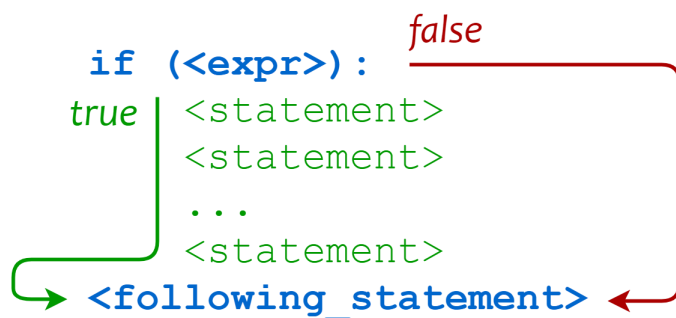 false
if (<expr>):
true <statement>
<statement>
...
<statement>
<following_statement>